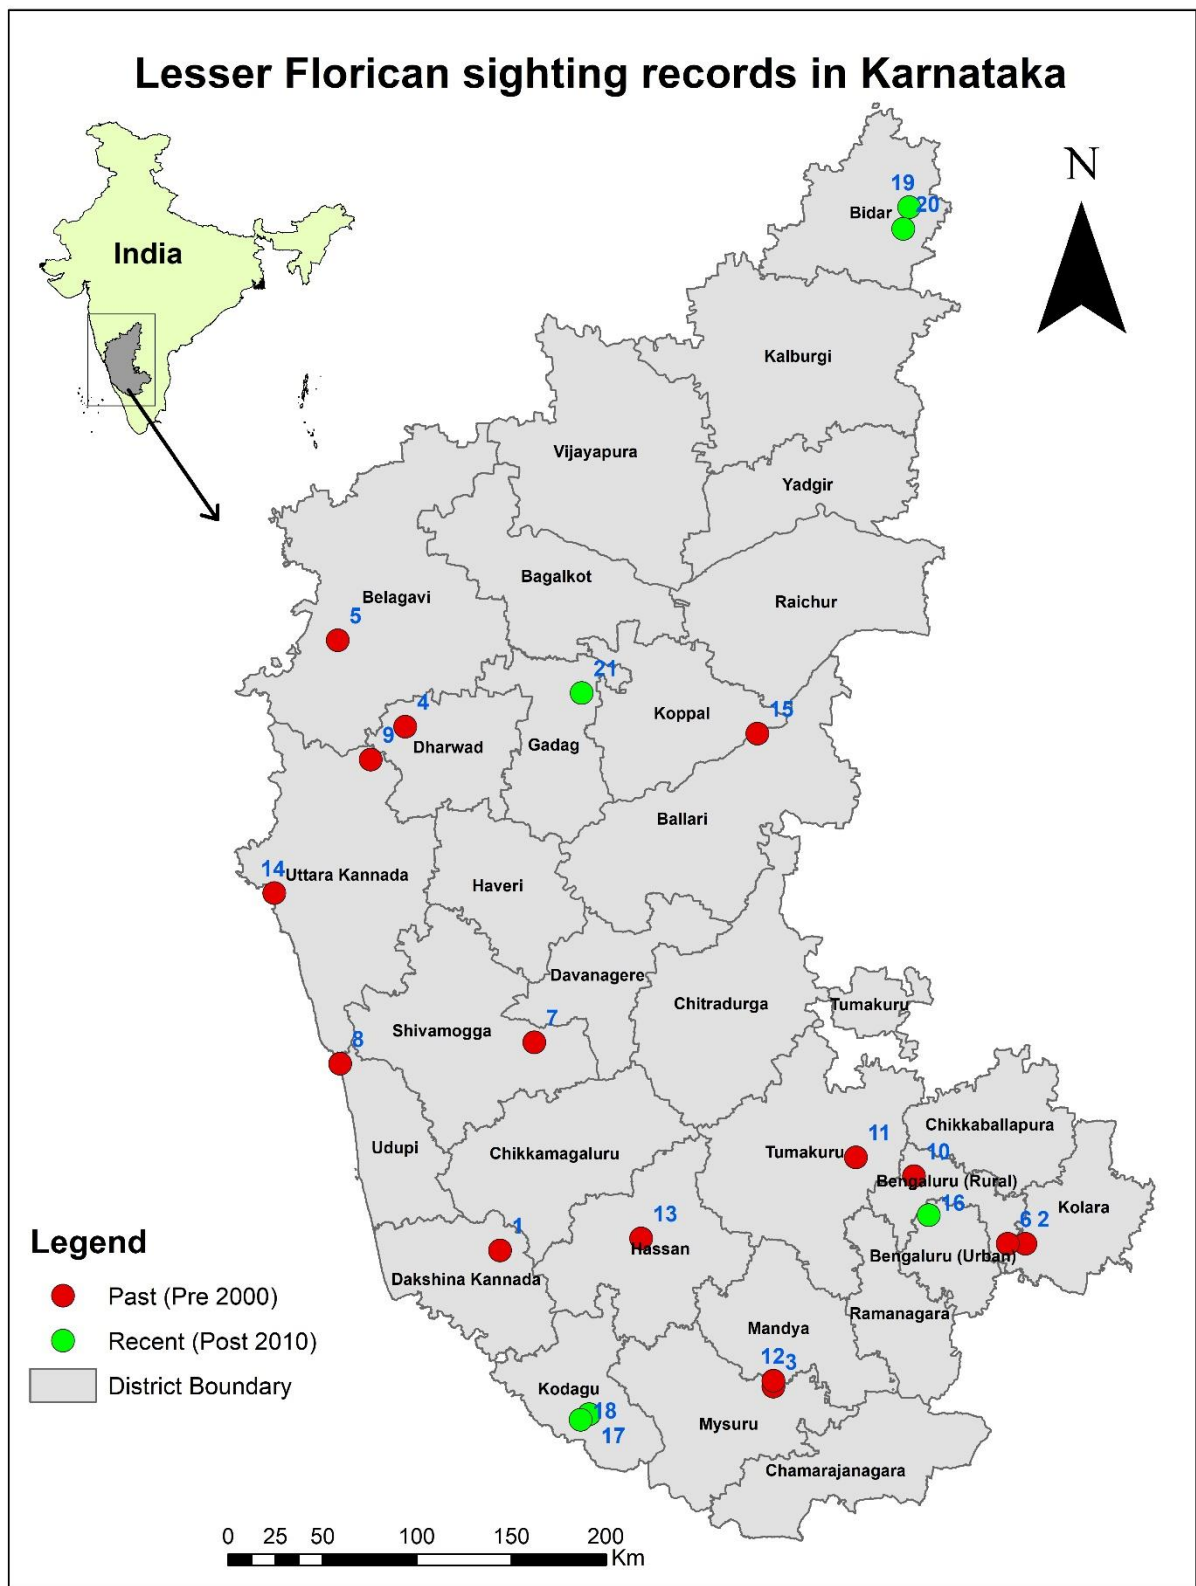 Lesser Florican sighting records in Karnataka
N
India
19
20
Bidar
Kalburgi
Vijayapura
Yadgir
Bagalkot
Belagavi
Raichur
5
21
4
15
Koppal
9
Dharwad
Gadag
Ballari
14
Uttara Kannada
Haveri
Davanagere
Chitradurga
Tumakuru
7
Shivamogga
8
Chikkaballapura
11
Udupi
Chikkamagaluru
Tumakuru
10
Bengaluru (Rural)
16
Kolara
1
13
6 2
Hassan
Bengaluru (Urban)
Dakshina Kannada
Ramanagara
Mandya
12
3
Kodagu
18
17
Mysuru
Chamarajanagara
Legend
Past (Pre 2000)
Recent (Post 2010)
District Boundary
0 25 50 100 150 200
Km